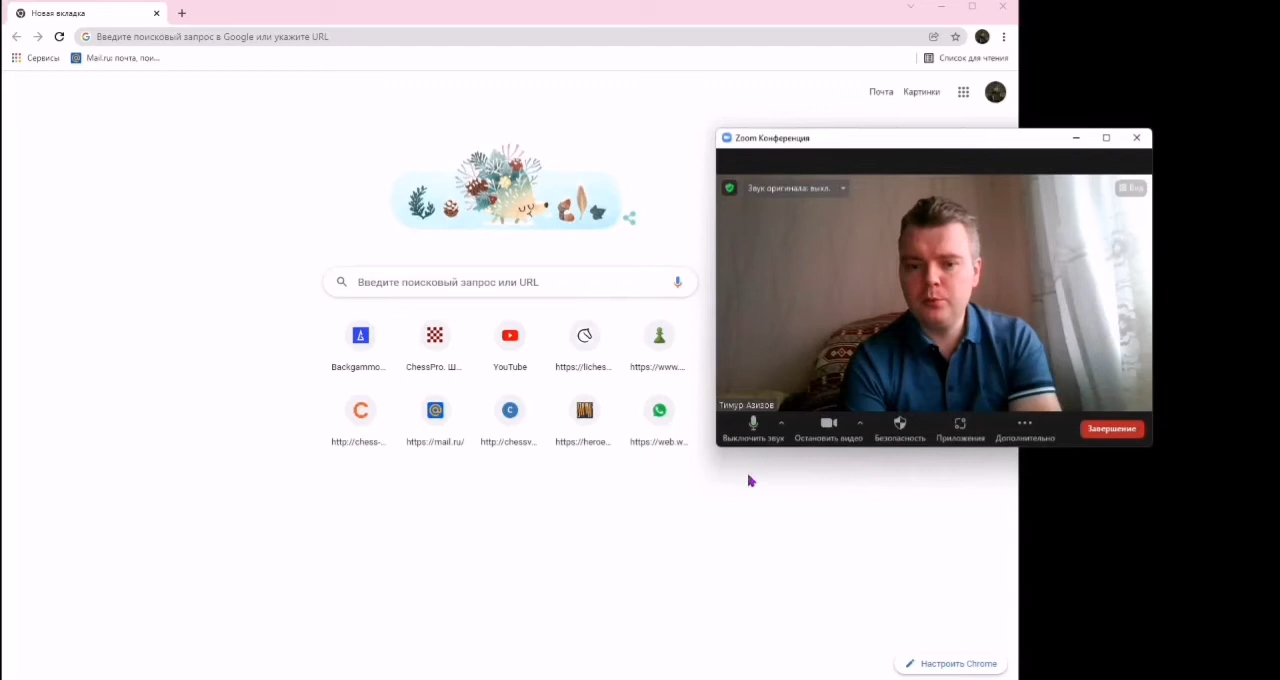 Новая вкладка
Введите поисковый запрос в Google или укажите URL
Сервисы
Mail.ru: почта, пои...
Список для чтения
Почта
Картинки
Zoom Конференция
Звук оригинала: выкл.
Вид
Введите поисковый запрос или URL
Backgammo...
ChessPro. Ш...
YouTube
https://liches...
https://www....
http://chess-...
https://mail.ru/
http://chessv...
https://heroe...
https://web.w...
Тимур Азизов
Выключить звук
Остановить видео
Безопасность
Приложения
Дополнительно
Завершение
Настроить Chrome